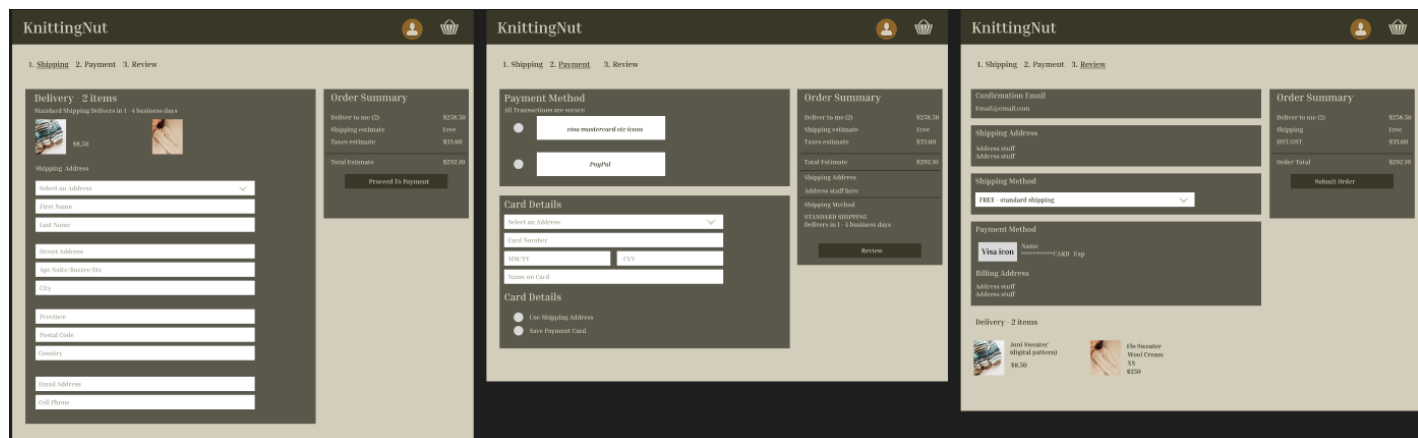 KnittingNut
1. Shipping 2. Payment 3. Review
Delivery - 2 items
Standard Shipping Delivers in 1 - 4 business days
$8.50
Shipping Address
Select an Address
First Name
Last Name
Street Address
Apt/Suite/Buzzer/Etc
City
Province
Postal Code
Country
Email Address
Cell Phone
Order Summary
Deliver to me (2) $258.50
Shipping estimate Free
Taxes estimate $33.60
Total Estimate $292.10
Proceed To Payment
KnittingNut
1. Shipping 2. Payment 3. Review
Payment Method
All Transactions are secure
visa mastercard etc icons
PayPal
Card Details
Select an Address
Card Number
MM/YY CVV
Name on Card
Card Details
Use Shipping Address
Save Payment Card
Order Summary
Deliver to me (2) $258.50
Shipping estimate Free
Taxes estimate $33.60
Total Estimate $292.10
Shipping Address
Address stuff here
Shipping Method
STANDARD SHIPPING
Delivers in 1 - 4 business days
Review
KnittingNut
1. Shipping 2. Payment 3. Review
Confirmation Email
Email@email.com
Shipping Address
Address stuff
Address stuff
Shipping Method
FREE - standard shipping
Payment Method
Visa icon
Name
***********CARD Exp
Billing Address
Address stuff
Address stuff
Delivery - 2 items
Juni Sweater
(digital pattern)
$8.50
Flo Sweater
Wool Cream
XS
$250
Order Summary
Deliver to me (2) $258.50
Shipping Free
HST/GST $33.60
Order Total $292.10
Submit Order